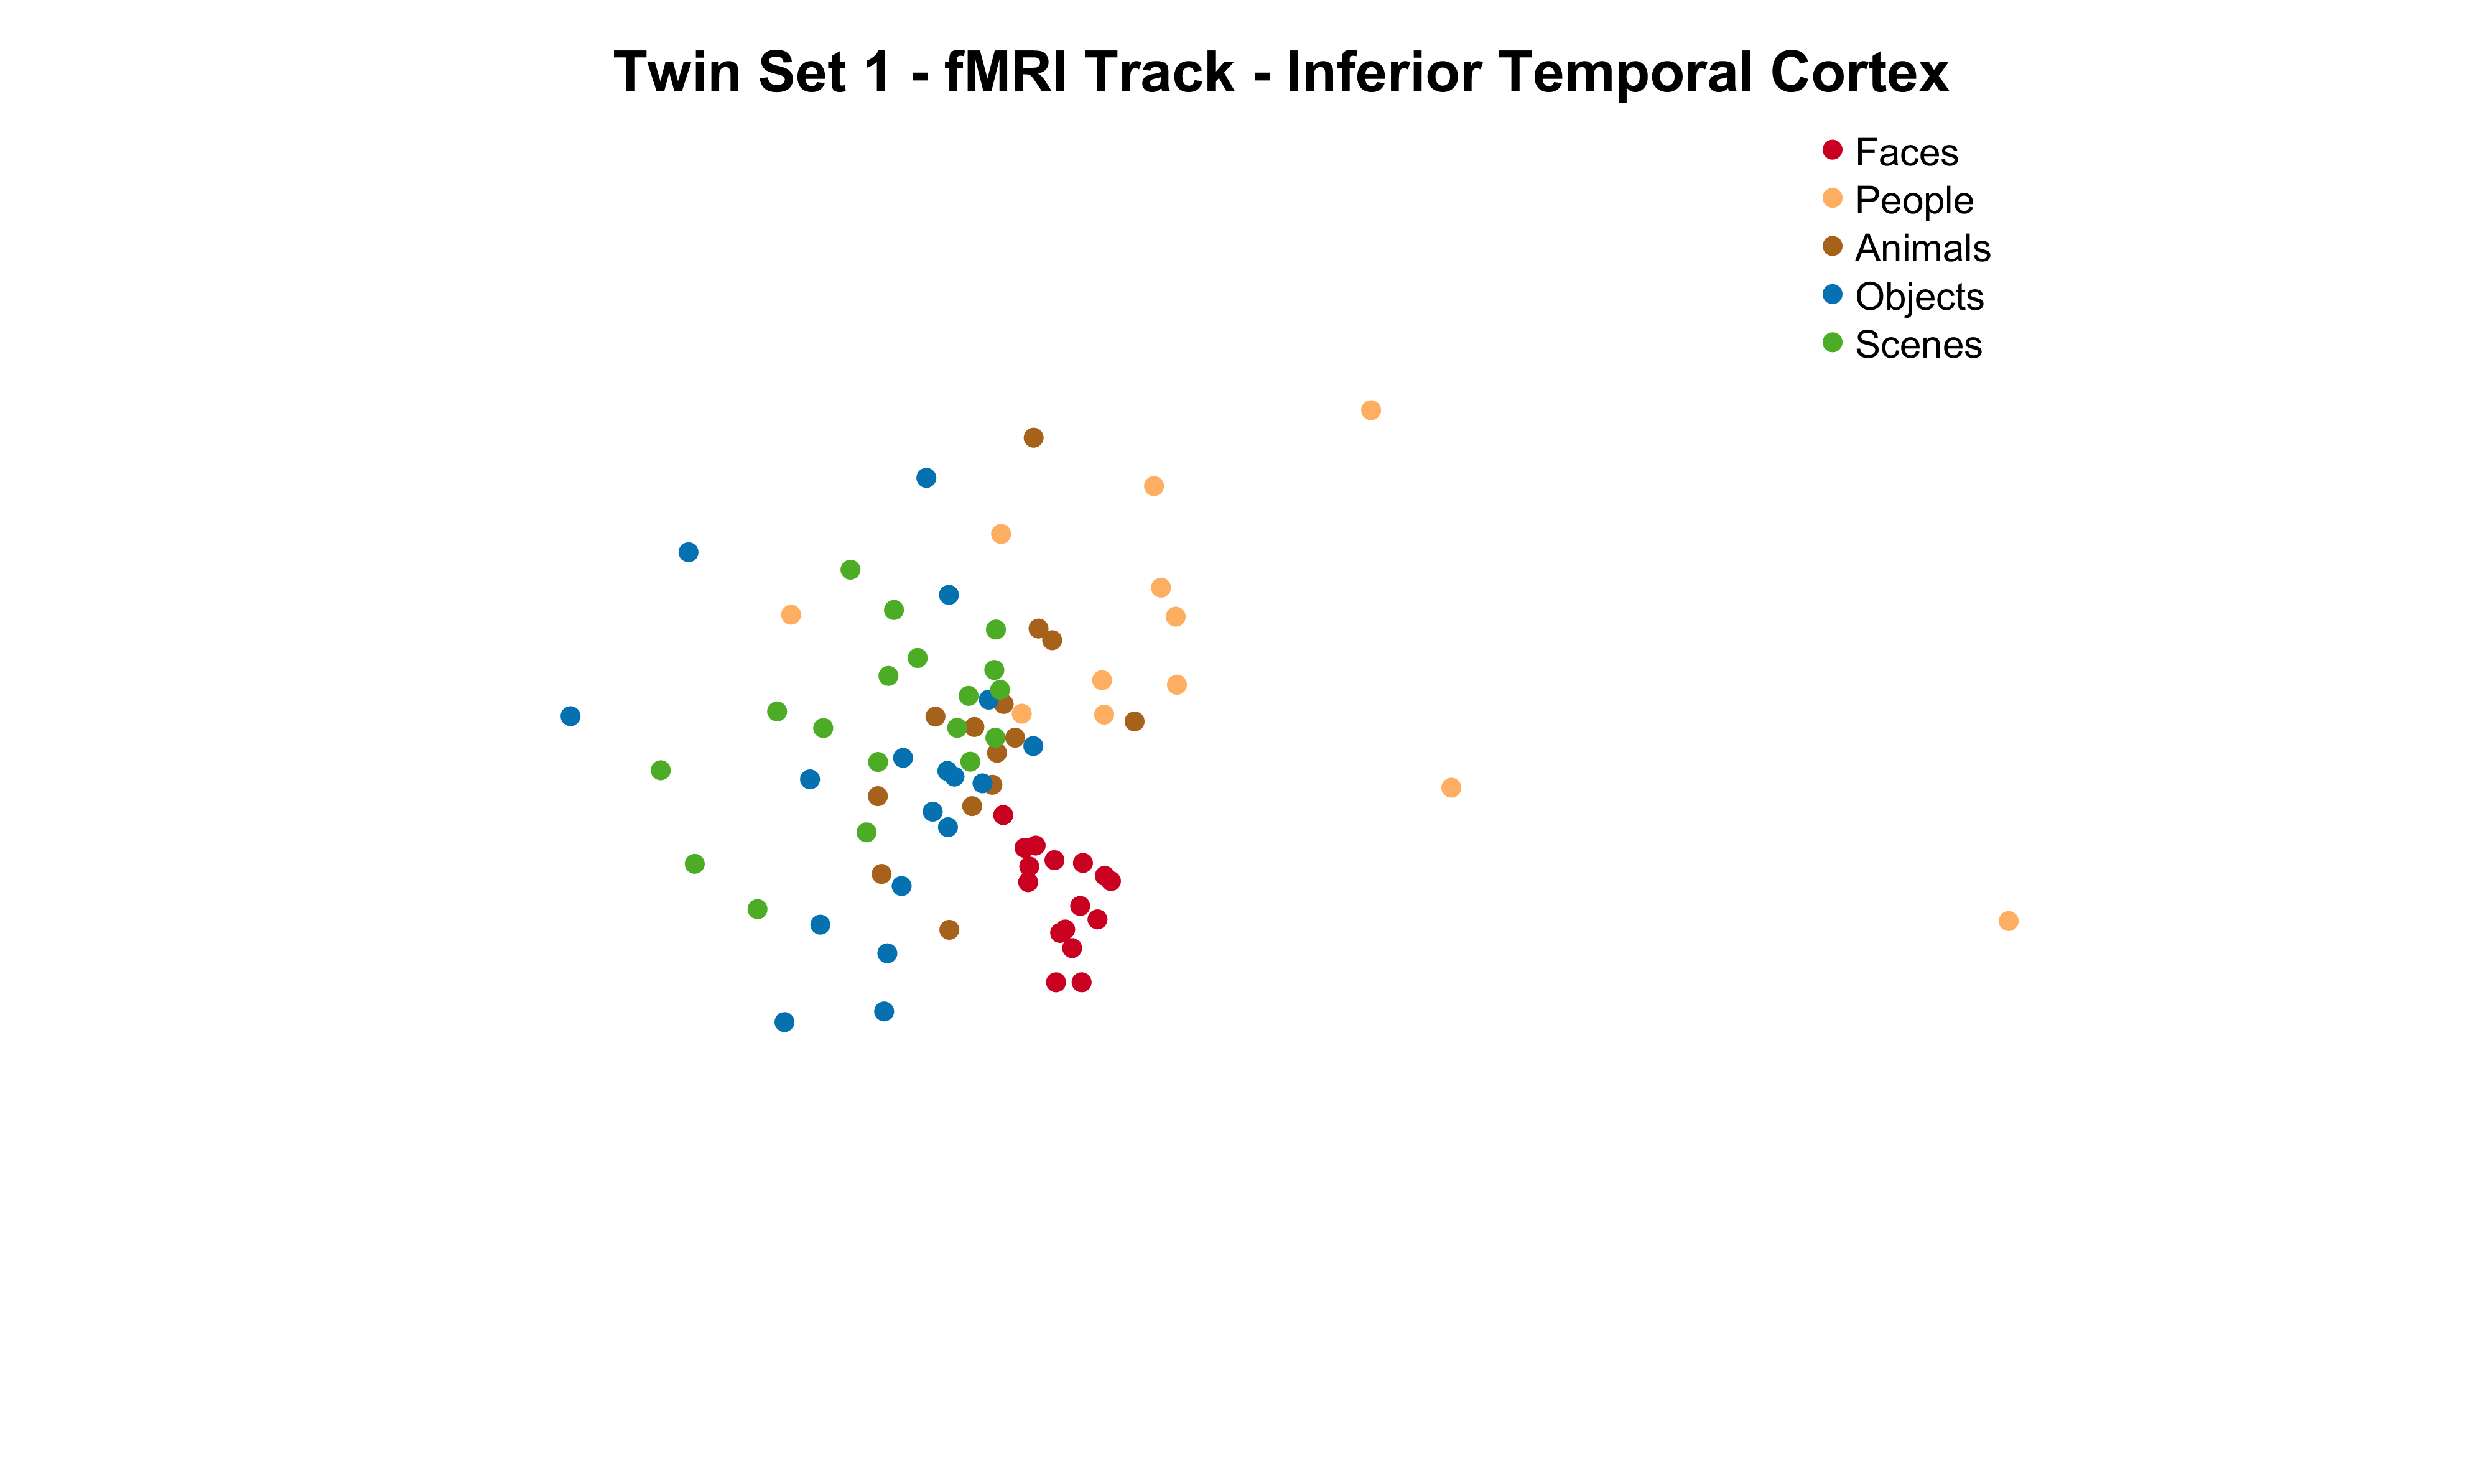 Twin Set 1 - fMRI Track - Inferior Temporal Cortex
Faces
People
Animals
Objects
Scenes